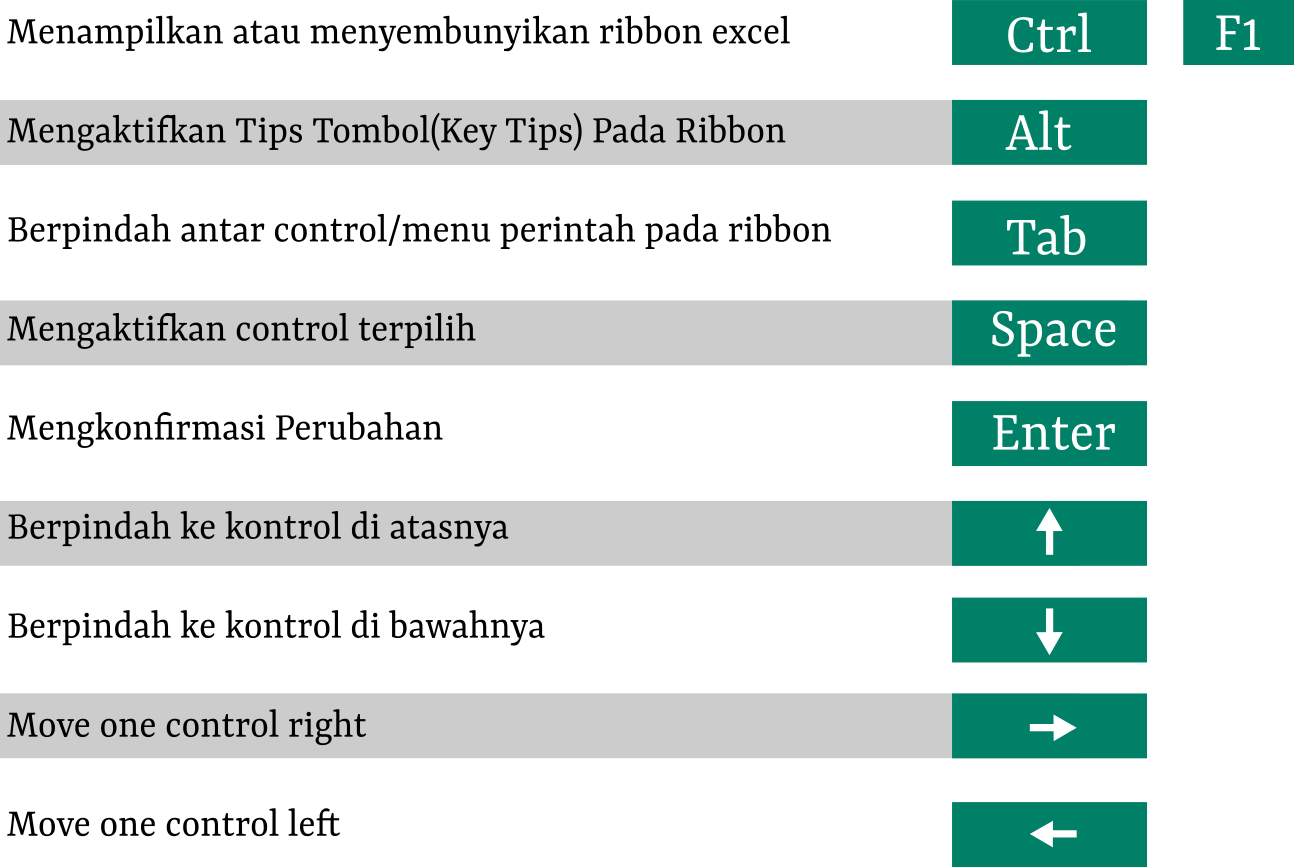 Menampilkan atau menyembunyikan ribbon excel Ctrl F1
Mengaktifkan Tips Tombol(Key Tips) Pada Ribbon Alt
Berpindah antar control/menu perintah pada ribbon Tab
Mengaktifkan control terpilih Space
Mengkonfirmasi Perubahan Enter
Berpindah ke kontrol di atasnya ↑
Berpindah ke kontrol di bawahnya ↓
Move one control right →
Move one control left ←